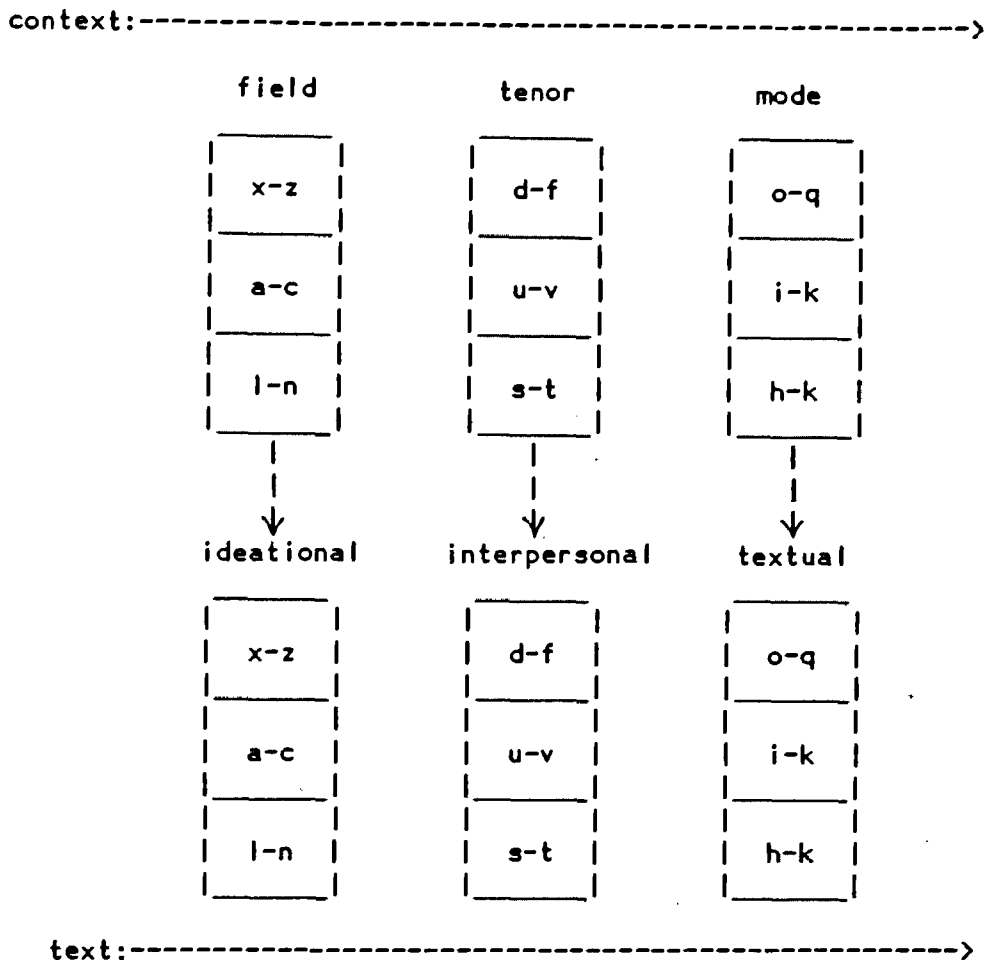 context:
field tenor mode
x-z d-f o-q
a-c u-v i-k
l-n s-t h-k
ideational interpersonal textual
x-z d-f o-q
a-c u-v i-k
l-n s-t h-k
text: